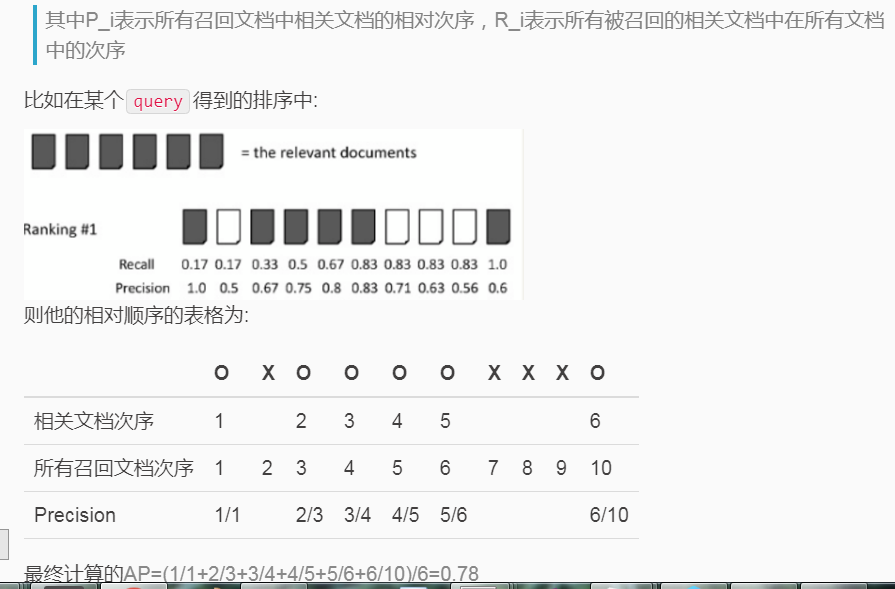 其中P_i表示所有召回文档中相关文档的相对次序，R_i表示所有被召回的相关文档中在所有文档
中的次序
比如在某个 query 得到的排序中:
= the relevant documents
Ranking #1
Recall 0.17 0.17 0.33 0.5 0.67 0.83 0.83 0.83 0.83 1.0
Precision 1.0 0.5 0.67 0.75 0.8 0.83 0.71 0.63 0.56 0.6
则他的相对顺序的表格为:
O X O O O O X X X O
相关文档次序 1 2 3 4 5 6
所有召回文档次序 1 2 3 4 5 6 7 8 9 10
Precision 1/1 2/3 3/4 4/5 5/6 6/10
最终计算的AP=(1/1+2/3+3/4+4/5+5/6+6/10)/6=0.78